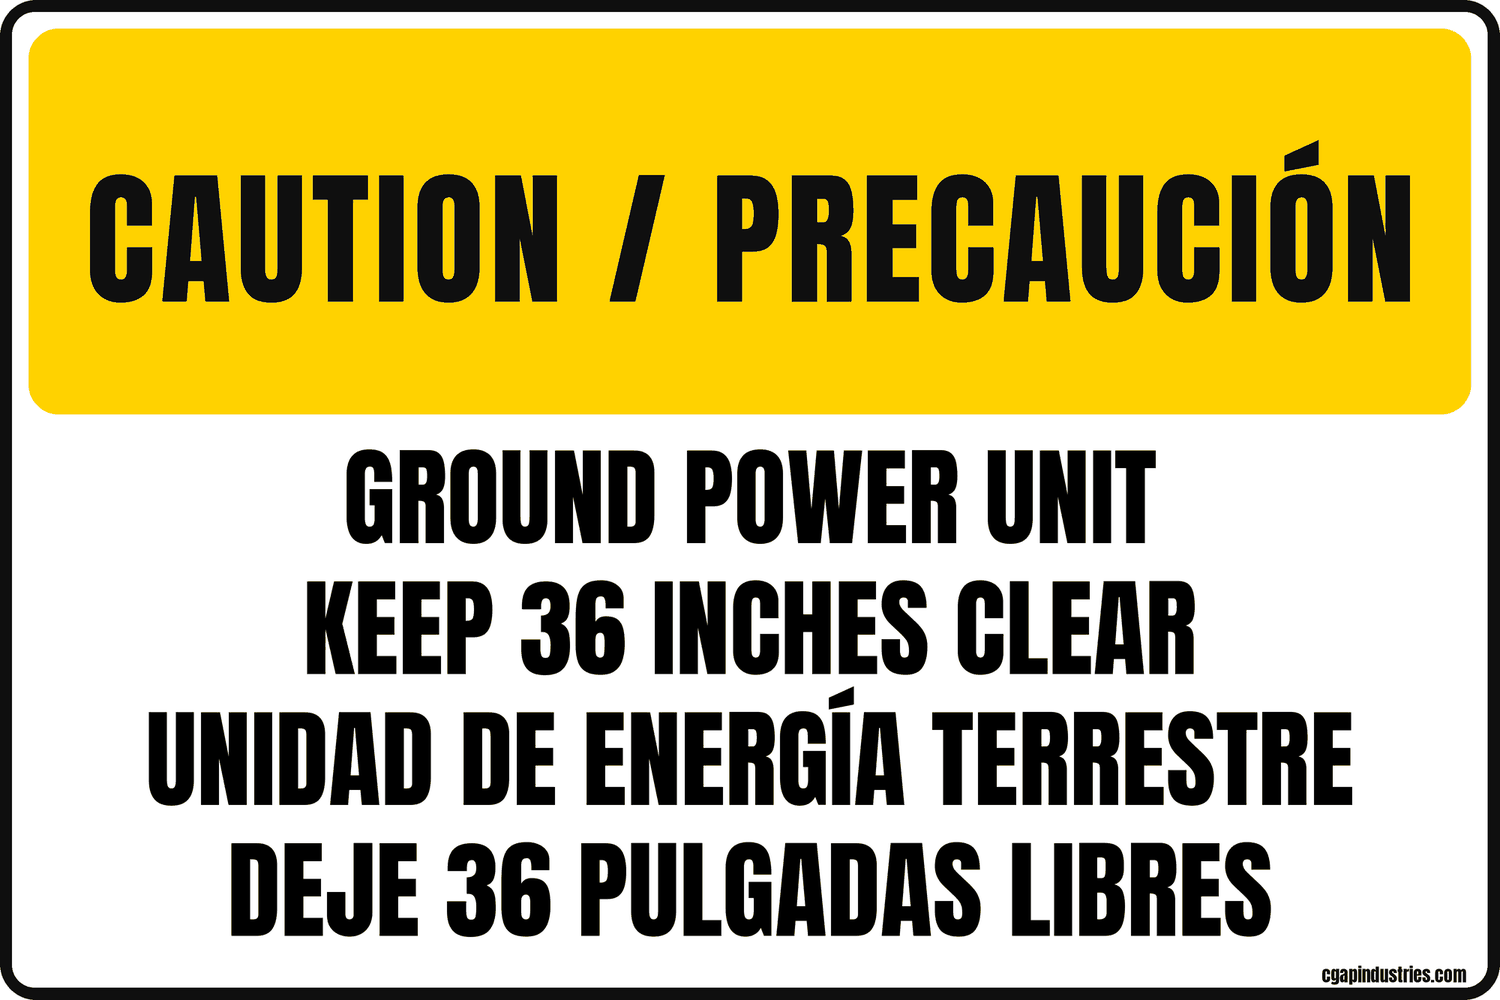 CAUTION / PRECAUCIÓN
GROUND POWER UNIT
KEEP 36 INCHES CLEAR
UNIDAD DE ENERGÍA TERRESTRE
DEJE 36 PULGADAS LIBRES
cgapindustries.com